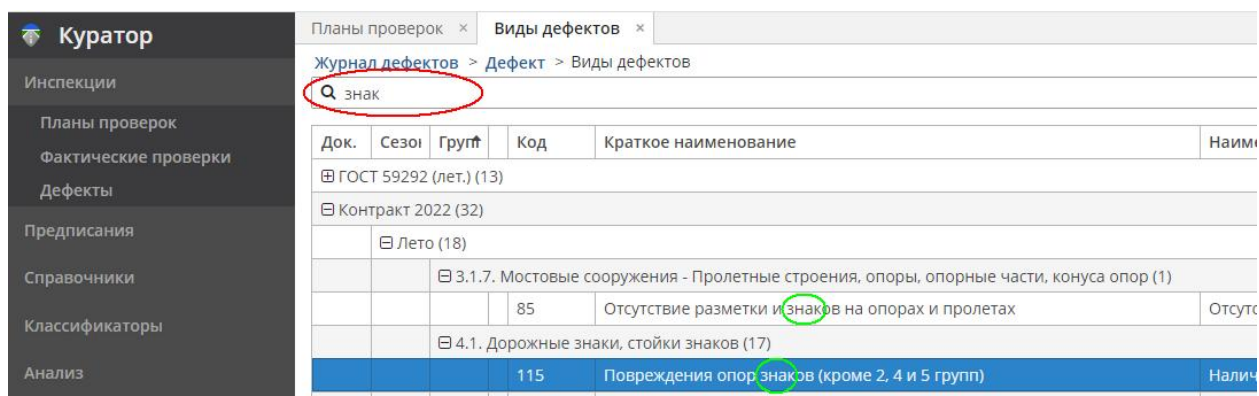 Куратор
Инспекции
Планы проверок
Фактические проверки
Дефекты
Предписания
Справочники
Классификаторы
Анализ
Планы проверок × Виды дефектов ×
Журнал дефектов > Дефект > Виды дефектов
знак
Док. Сезо Груп Код Краткое наименование Наиме
ГОСТ 59292 (лет.) (13)
Контракт 2022 (32)
Лето (18)
3.1.7. Мостовые сооружения - Пролетные строения, опоры, опорные части, конуса опор (1)
85 Отсутствие разметки и знаков на опорах и пролетах Отсутс
4.1. Дорожные знаки, стойки знаков (17)
115 Повреждения опор знаков (кроме 2, 4 и 5 групп) Налич